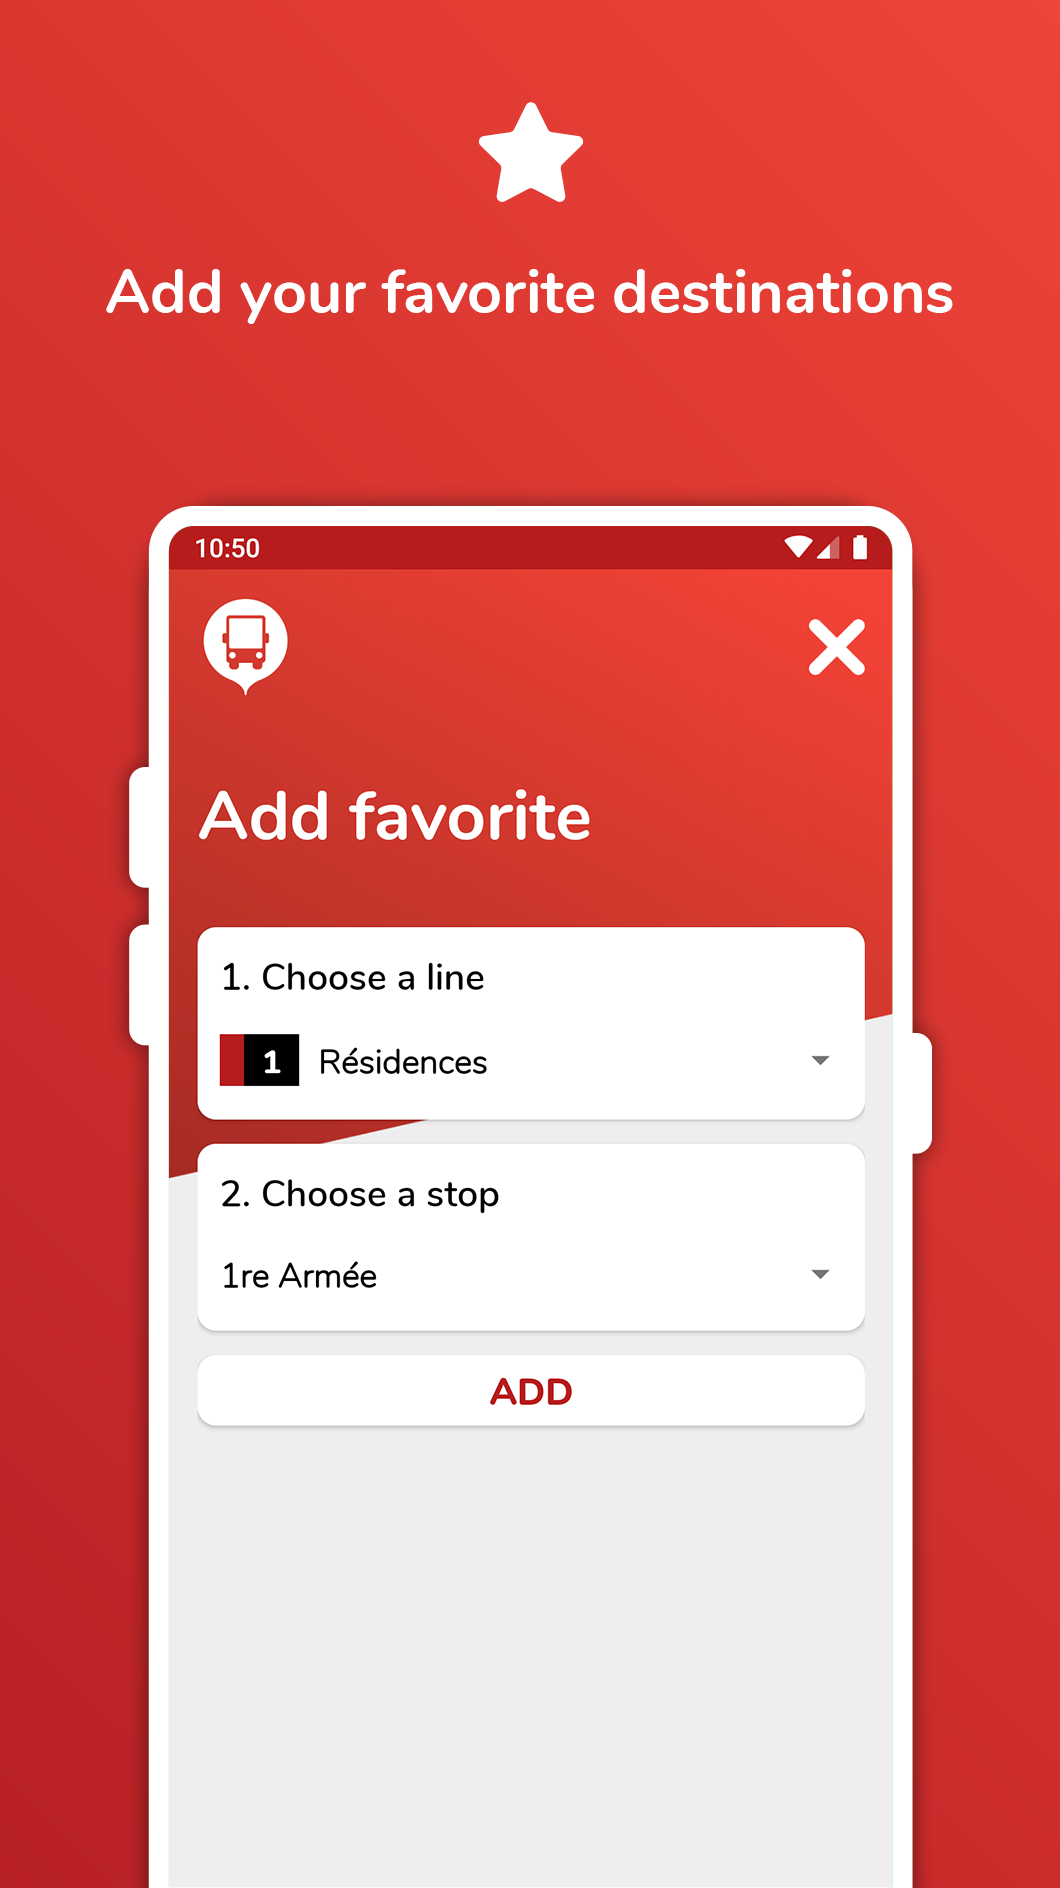 Add your favorite destinations
10:50
Add favorite
1. Choose a line
1 Résidences
2. Choose a stop
1re Armée
ADD